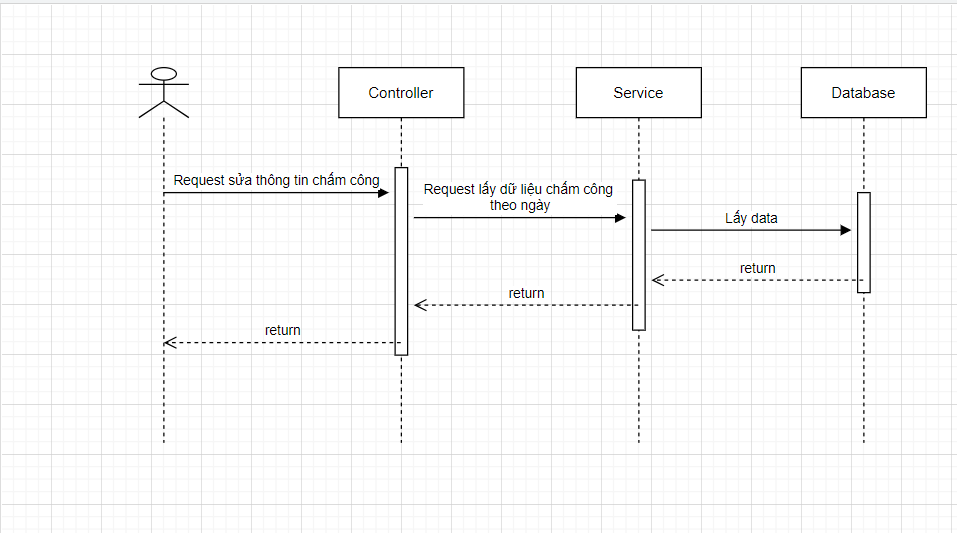 Controller
Service
Database
Request sửa thông tin chấm công
Request lấy dữ liệu chấm công
theo ngày
Lấy data
return
return
return